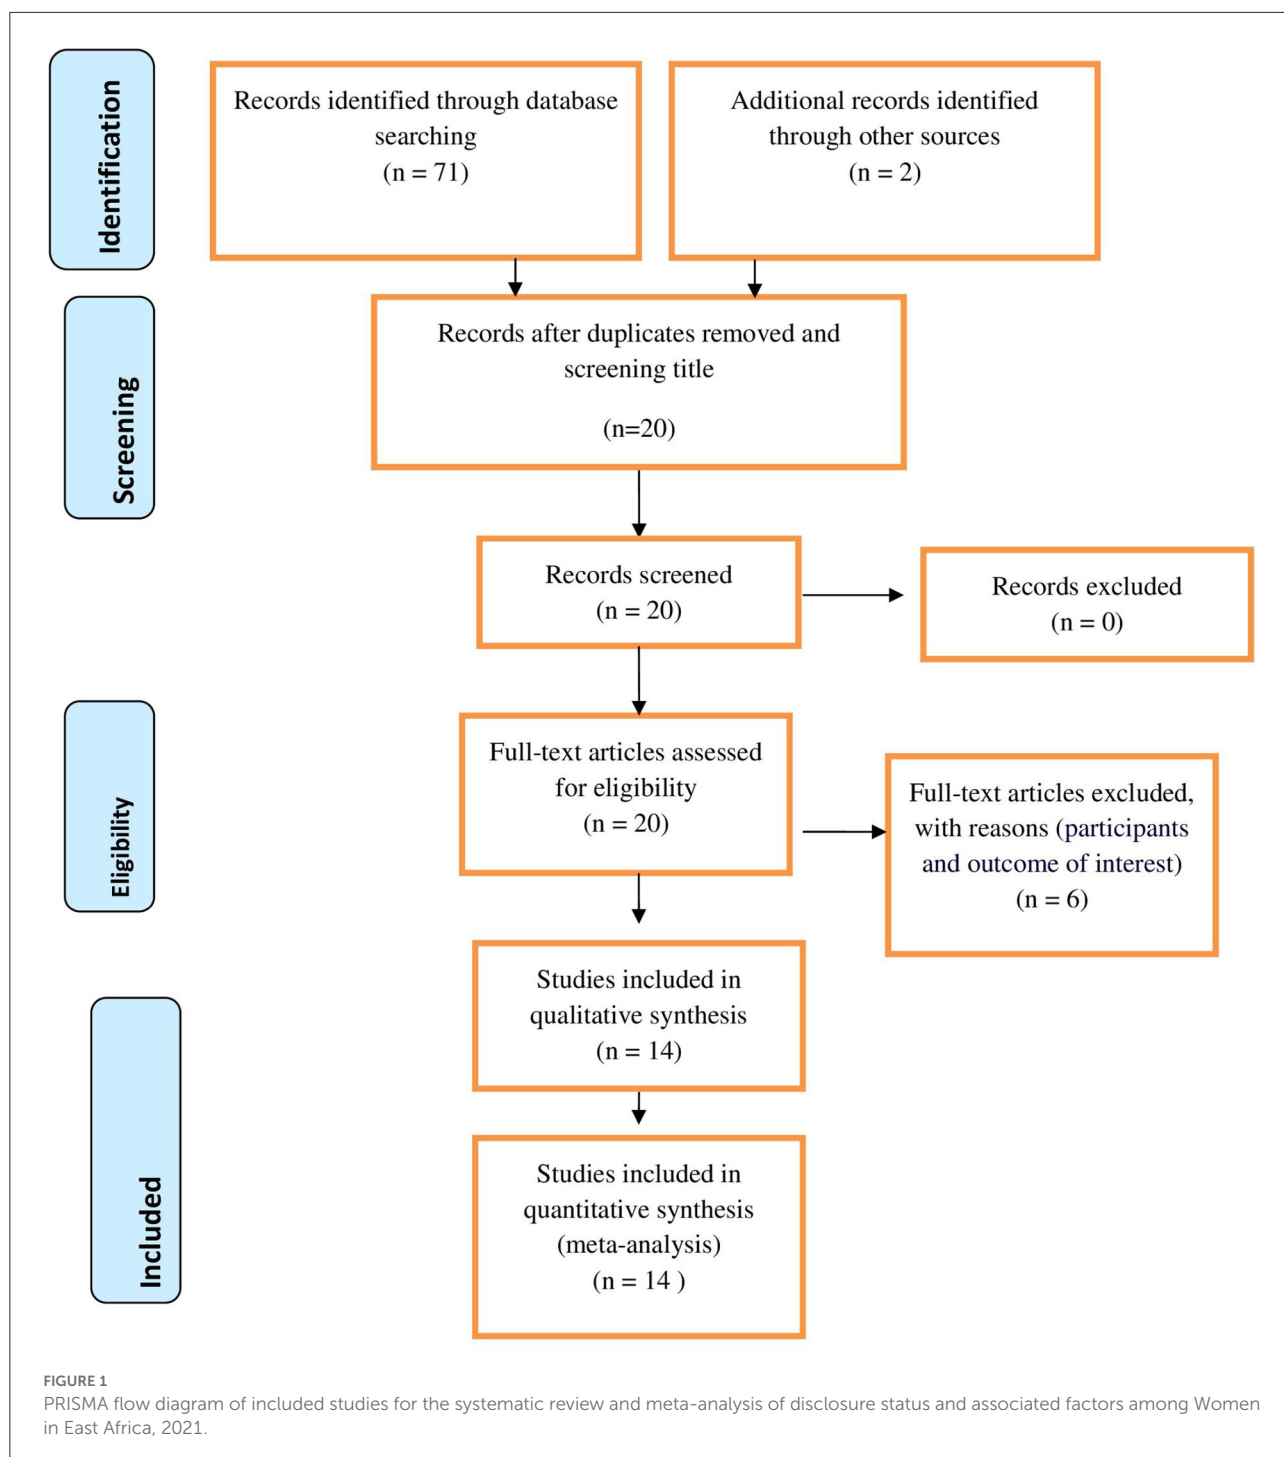 Identification
Records identified through database
searching
(n = 71)
Additional records identified
through other sources
(n = 2)
Screening
Records after duplicates removed and
screening title
(n=20)
Records screened
(n = 20)
Records excluded
(n = 0)
Eligibility
Full-text articles assessed
for eligibility
(n = 20)
Full-text articles excluded,
with reasons (participants
and outcome of interest)
(n = 6)
Included
Studies included in
qualitative synthesis
(n = 14)
Studies included in
quantitative synthesis
(meta-analysis)
(n = 14 )
FIGURE 1
PRISMA flow diagram of included studies for the systematic review and meta-analysis of disclosure status and associated factors among Women
in East Africa, 2021.